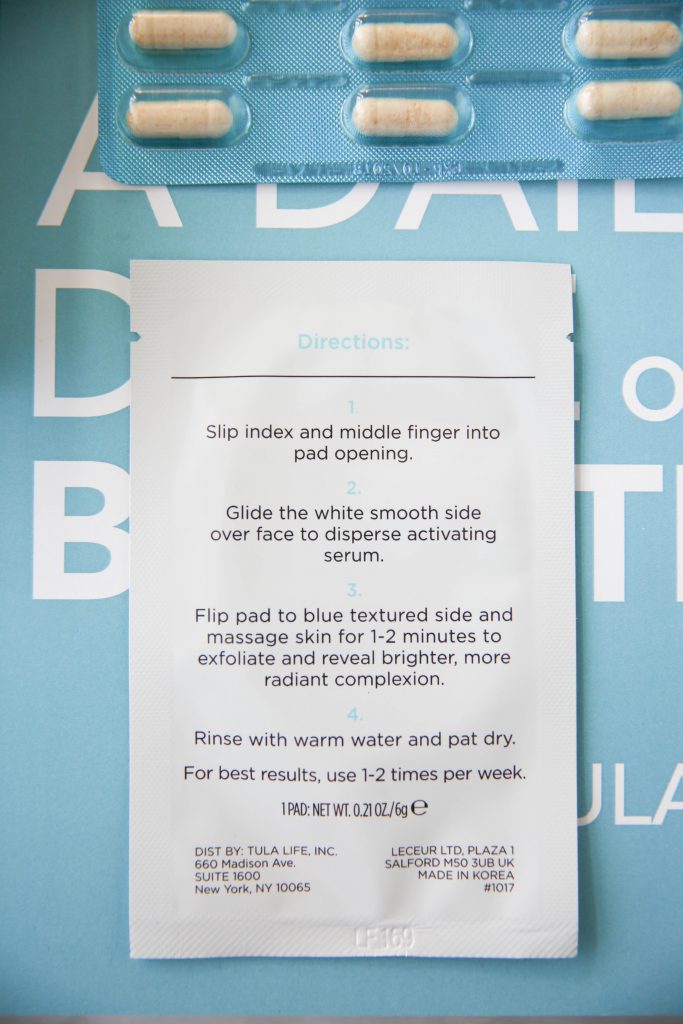 A DAIL
D
O
B
TI
ULA
Directions:
1.
Slip index and middle finger into
pad opening.
2.
Glide the white smooth side
over face to disperse activating
serum.
3.
Flip pad to blue textured side and
massage skin for 1-2 minutes to
exfoliate and reveal brighter, more
radiant complexion.
4.
Rinse with warm water and pat dry.
For best results, use 1-2 times per week.
1 PAD: NET WT. 0.21 OZ./6g ℮
DIST BY: TULA LIFE, INC.
660 Madison Ave.
SUITE 1600
New York, NY 10065
LECEUR LTD, PLAZA 1
SALFORD M50 3UB UK
MADE IN KOREA
#1017
LF169